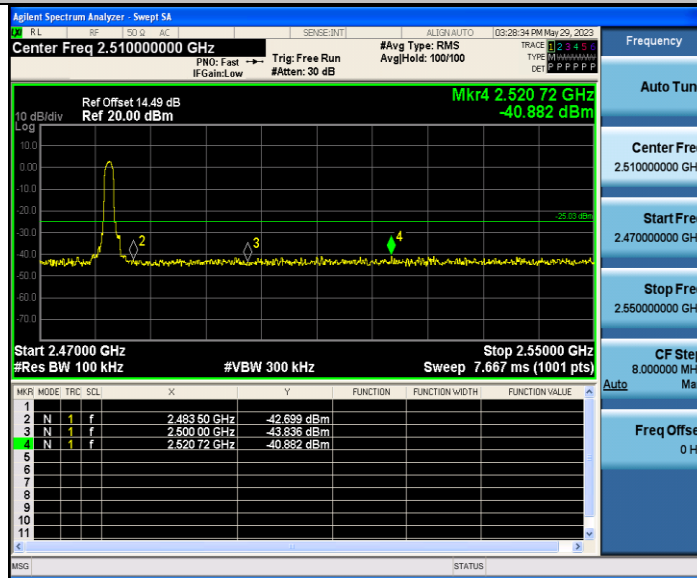 Agilent Spectrum Analyzer - Swept SA
RL RF 50 Ω AC SENSE:INT ALIGN AUTO 03:28:34 PM May 29, 2023
Center Freq 2.510000000 GHz
PNO: Fast
IFGain:Low
Trig: Free Run
#Atten: 30 dB
#Avg Type: RMS
Avg|Hold: 100/100
TRACE 1 2 3 4 5 6
TYPE M
DET P P P P P P
Frequency
Mkr4 2.520 72 GHz
-40.882 dBm
Ref Offset 14.49 dB
10 dB/div Ref 20.00 dBm
Log
10.0
0.00
-10.0
-20.0
-25.03 dBm
-30.0
-40.0
-60.0
-70.0
2
3
4
Start 2.47000 GHz Stop 2.55000 GHz
#Res BW 100 kHz #VBW 300 kHz Sweep 7.667 ms (1001 pts)
MKR MODE TRC SCL X Y FUNCTION FUNCTION WIDTH FUNCTION VALUE
1
2 N 1 f 2.483 50 GHz -42.699 dBm
3 N 1 f 2.500 00 GHz -43.836 dBm
4 N 1 f 2.520 72 GHz -40.882 dBm
5
6
7
8
9
10
11
MSG STATUS
Auto Tun
Center Fre
2.510000000 GH
Start Fre
2.470000000 GH
Stop Fre
2.550000000 GH
CF Step
8.000000 MH
Auto Ma
Freq Offse
0 H